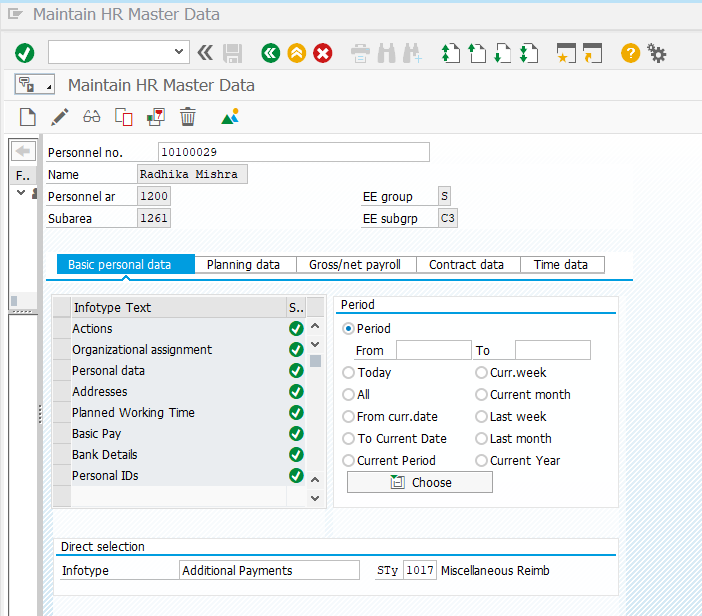 Maintain HR Master Data
Maintain HR Master Data
Personnel no. 10100029
Name Radhika Mishra
Personnel ar 1200 EE group S
Subarea 1261 EE subgrp C3
F..
Basic personal data Planning data Gross/net payroll Contract data Time data
Infotype Text S..
Actions
Organizational assignment
Personal data
Addresses
Planned Working Time
Basic Pay
Bank Details
Personal IDs
Period
Period
From To
Today Curr.week
All Current month
From curr.date Last week
To Current Date Last month
Current Period Current Year
Choose
Direct selection
Infotype Additional Payments STy 1017 Miscellaneous Reimb